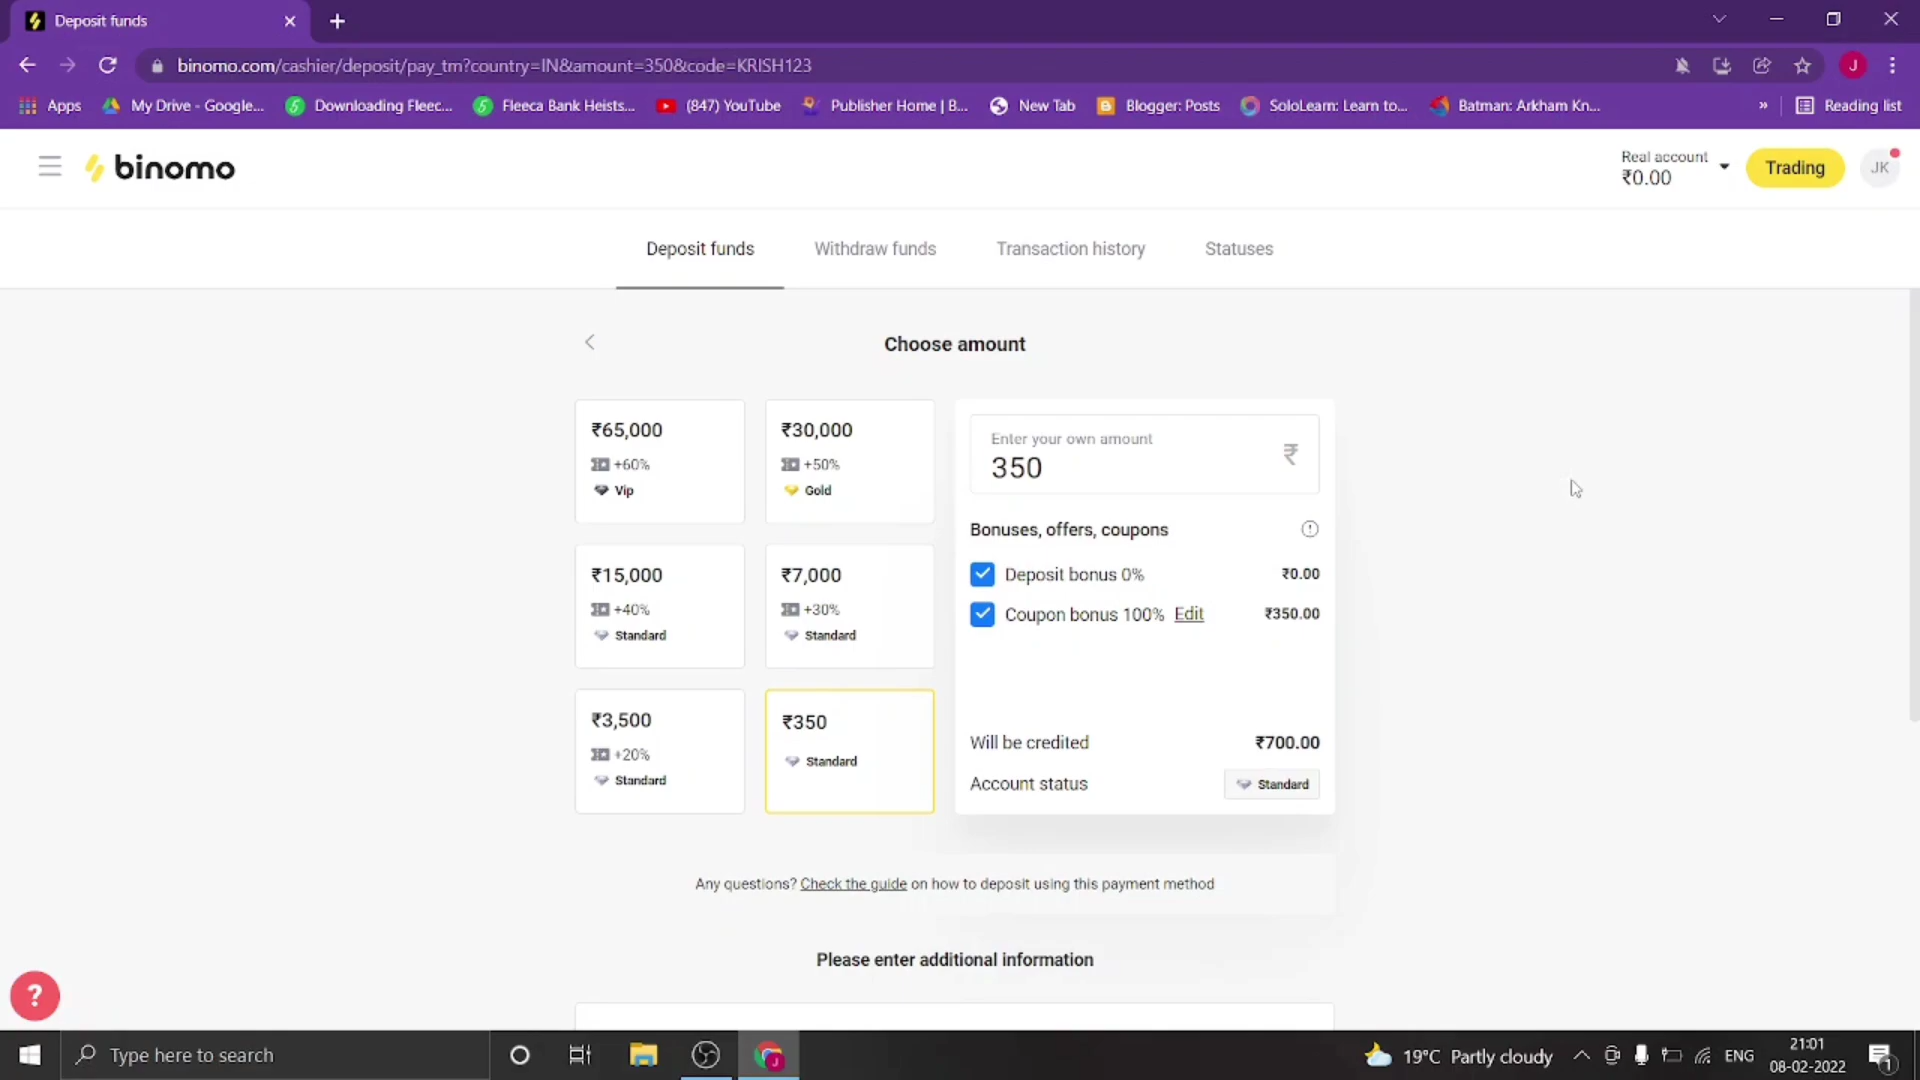 Deposit funds
binomo.com/cashier/deposit/pay_tm?country=IN&amount=350&code=KRISH123
Apps
My Drive - Google...
Downloading Fleec...
Fleeca Bank Heists...
(847) YouTube
Publisher Home | B...
New Tab
Blogger: Posts
SoloLearn: Learn to...
Batman: Arkham Kn...
»
Reading list
J
binomo
Real account
₹0.00
Trading
JK
Deposit funds
Withdraw funds
Transaction history
Statuses
Choose amount
₹65,000
+60%
Vip
₹30,000
+50%
Gold
₹15,000
+40%
Standard
₹7,000
+30%
Standard
₹3,500
+20%
Standard
₹350
Standard
Enter your own amount
350
₹
Bonuses, offers, coupons
Deposit bonus 0%
₹0.00
Coupon bonus 100% Edit
₹350.00
Will be credited
₹700.00
Account status
Standard
Any questions? Check the guide on how to deposit using this payment method
Please enter additional information
?
Type here to search
J
19°C Partly cloudy
ENG
21:01
08-02-2022
1